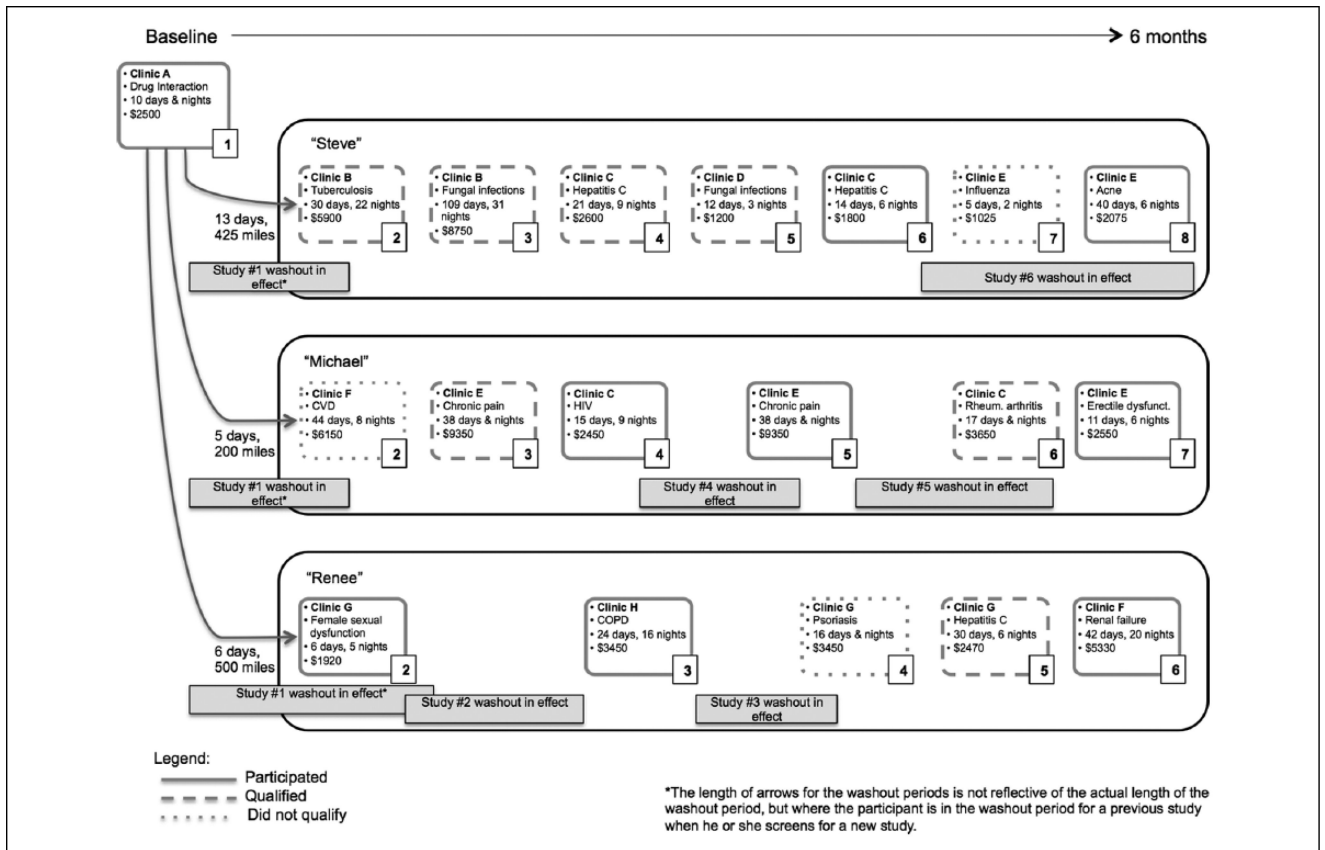 Baseline
6 months
• Clinic A
• Drug Interaction
• 10 days & nights
• $2500
1
"Steve"
• Clinic B
• Tuberculosis
• 30 days, 22 nights
• $5900
2
• Clinic B
• Fungal infections
• 109 days, 31
nights
• $8750
3
• Clinic C
• Hepatitis C
• 21 days, 9 nights
• $2600
4
• Clinic D
• Fungal infections
• 12 days, 3 nights
• $1200
5
• Clinic C
• Hepatitis C
• 14 days, 6 nights
• $1800
6
• Clinic E
• Influenza
• 5 days, 2 nights
• $1025
7
• Clinic E
• Acne
• 40 days, 6 nights
• $2075
8
13 days,
425 miles
Study #1 washout in
effect*
Study #6 washout in effect
"Michael"
• Clinic F
• CVD
• 44 days, 8 nights
• $6150
2
• Clinic E
• Chronic pain
• 38 days & nights
• $9350
3
• Clinic C
• HIV
• 15 days, 9 nights
• $2450
4
• Clinic E
• Chronic pain
• 38 days & nights
• $9350
5
• Clinic C
• Rheum. arthritis
• 17 days & nights
• $3650
6
• Clinic E
• Erectile dysfunct.
• 11 days, 6 nights
• $2550
7
5 days,
200 miles
Study #1 washout in
effect*
Study #4 washout in
effect
Study #5 washout in effect
"Renee"
• Clinic G
• Female sexual
dysfunction
• 6 days, 5 nights
• $1920
2
• Clinic H
• COPD
• 24 days, 16 nights
• $3450
3
• Clinic G
• Psoriasis
• 16 days & nights
• $3450
4
• Clinic G
• Hepatitis C
• 30 days, 6 nights
• $2470
5
• Clinic F
• Renal failure
• 42 days, 20 nights
• $5330
6
6 days,
500 miles
Study #1 washout in effect*
Study #2 washout in effect
Study #3 washout in
effect
Legend:
Participated
Qualified
Did not qualify
*The length of arrows for the washout periods is not reflective of the actual length of the
washout period, but where the participant is in the washout period for a previous study
when he or she screens for a new study.